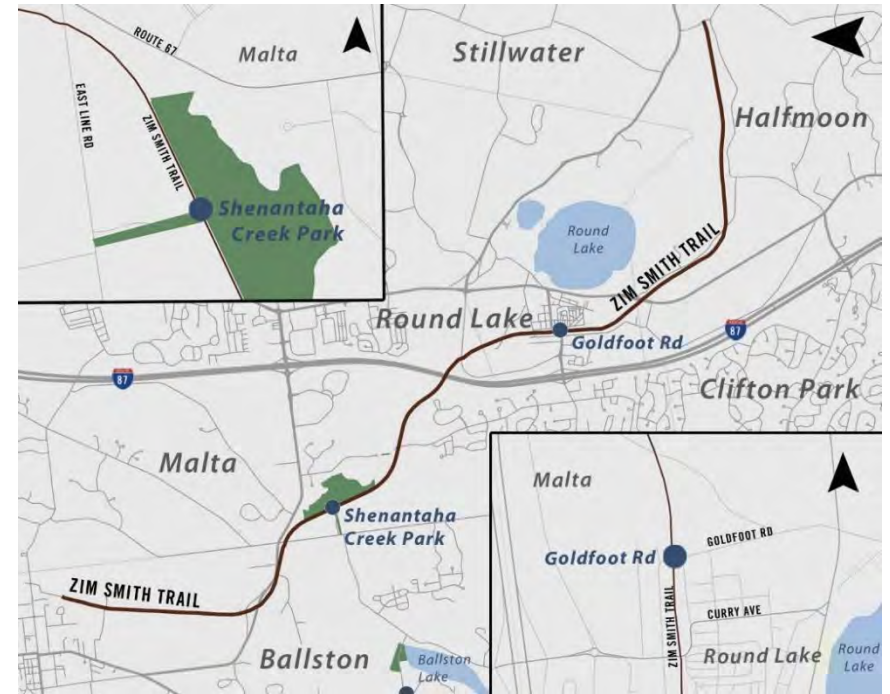 ROUTE 67
Malta
EAST LINE RD
ZIM SMITH TRAIL
Shenantaha
Creek Park
Stillwater
Halfmoon
Round
Lake
ZIM SMITH TRAIL
Round Lake
Goldfoot Rd
87
87
Clifton Park
Malta
Shenantaha
Creek Park
ZIM SMITH TRAIL
Ballston
Ballston
Lake
Malta
Goldfoot Rd
GOLDFOOT RD
ZIM SMITH TRAIL
CURRY AVE
Round Lake
Round
Lake